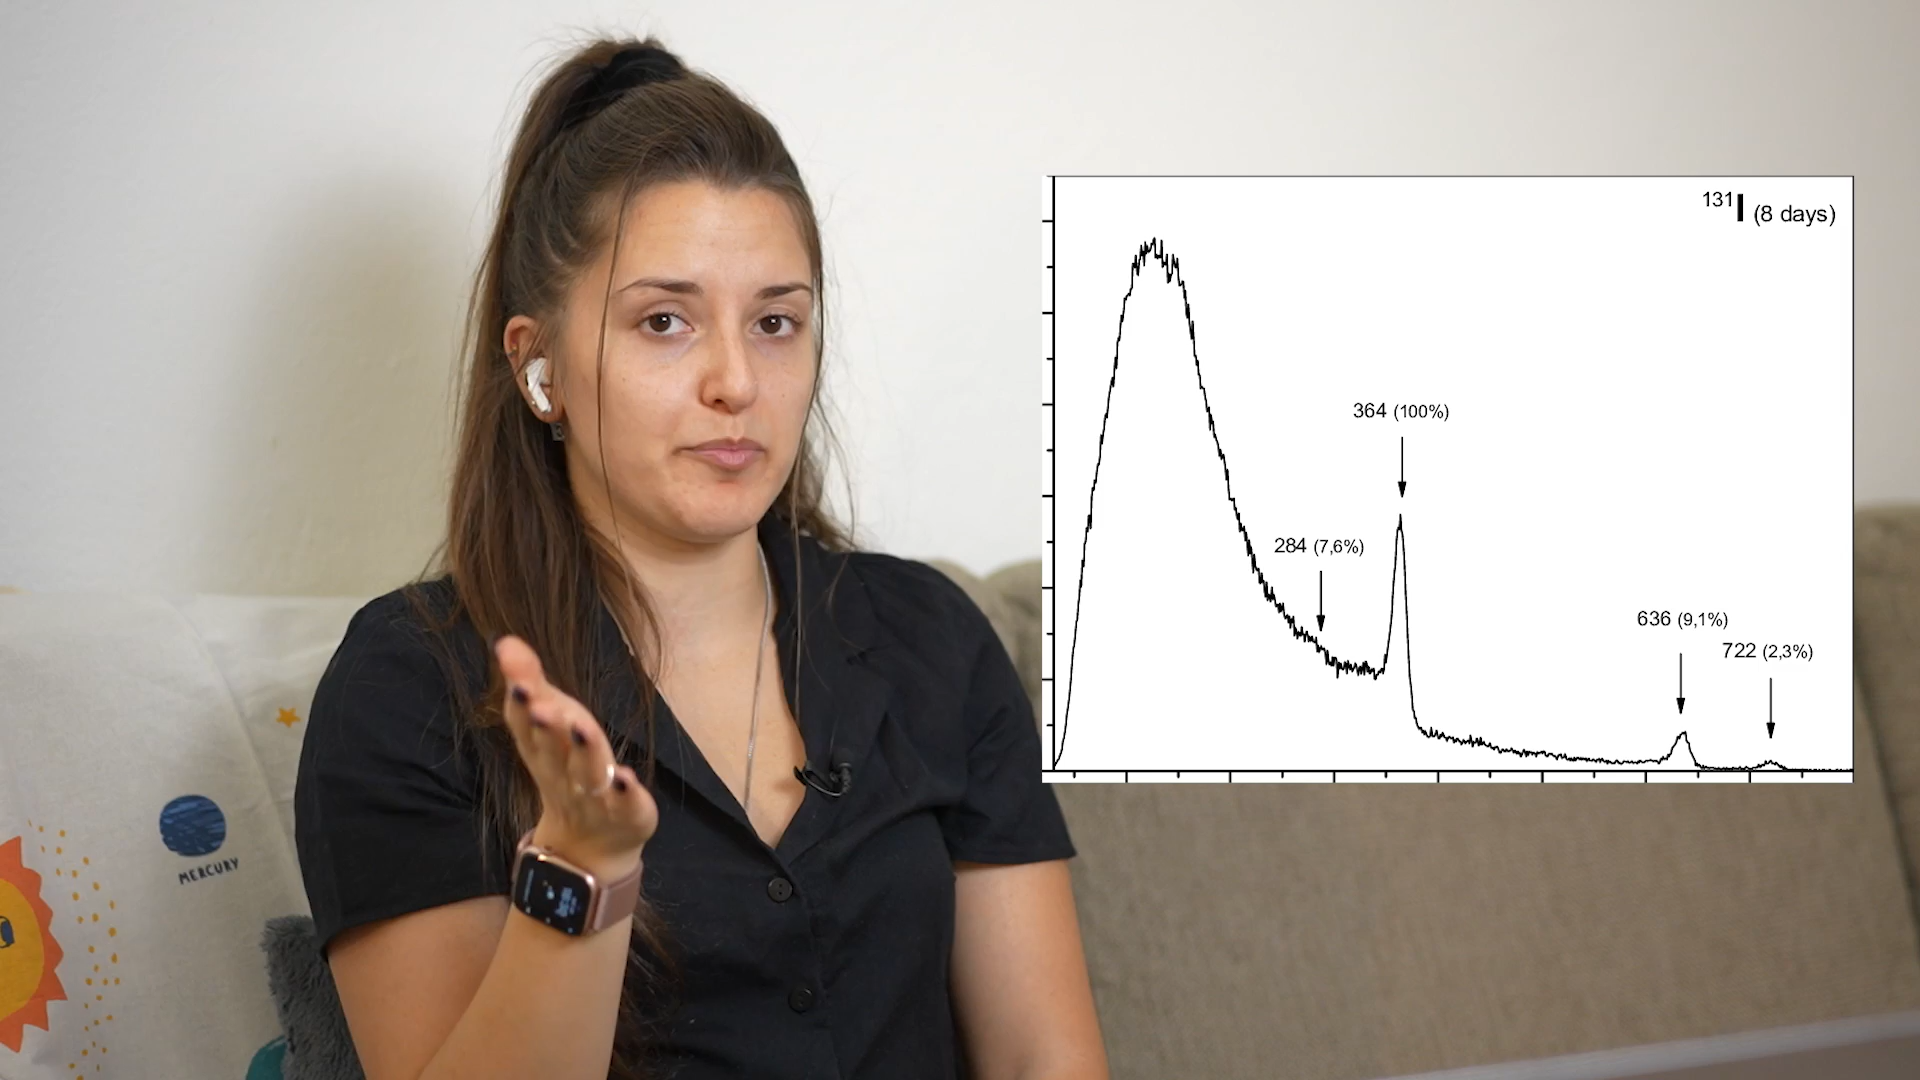 131I (8 days)
364 (100%)
284 (7,6%)
636 (9,1%)
722 (2,3%)
MERCURY